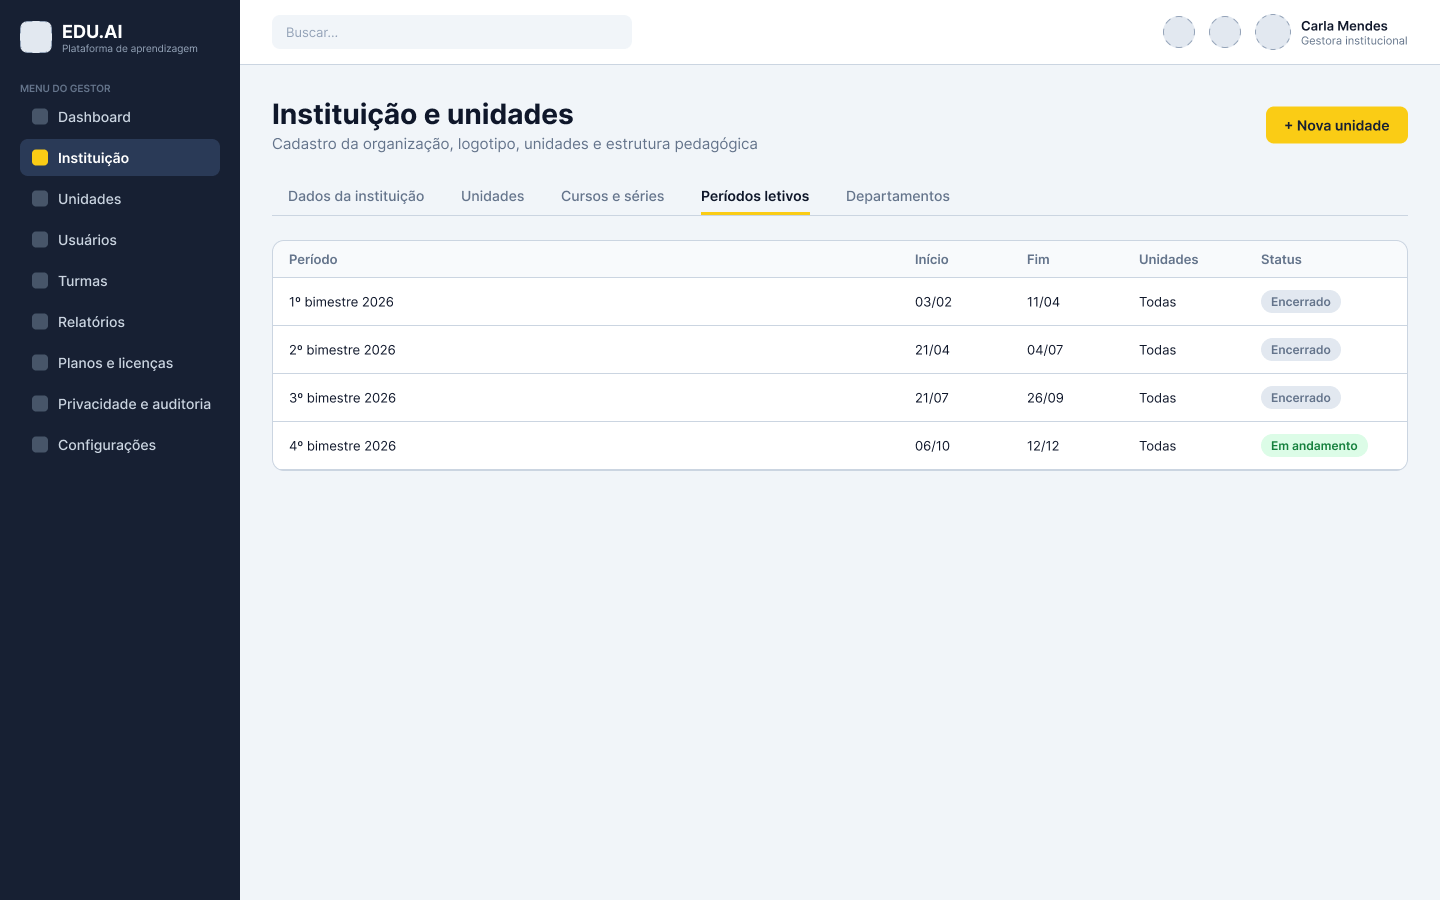 EDU.AI
Plataforma de aprendizagem
MENU DO GESTOR
Dashboard
Instituição
Unidades
Usuários
Turmas
Relatórios
Planos e licenças
Privacidade e auditoria
Configurações
Buscar...
Carla Mendes
Gestora institucional
Instituição e unidades
Cadastro da organização, logotipo, unidades e estrutura pedagógica
+ Nova unidade
Dados da instituição Unidades Cursos e séries Períodos letivos Departamentos
Período Início Fim Unidades Status
1º bimestre 2026 03/02 11/04 Todas Encerrado
2º bimestre 2026 21/04 04/07 Todas Encerrado
3º bimestre 2026 21/07 26/09 Todas Encerrado
4º bimestre 2026 06/10 12/12 Todas Em andamento